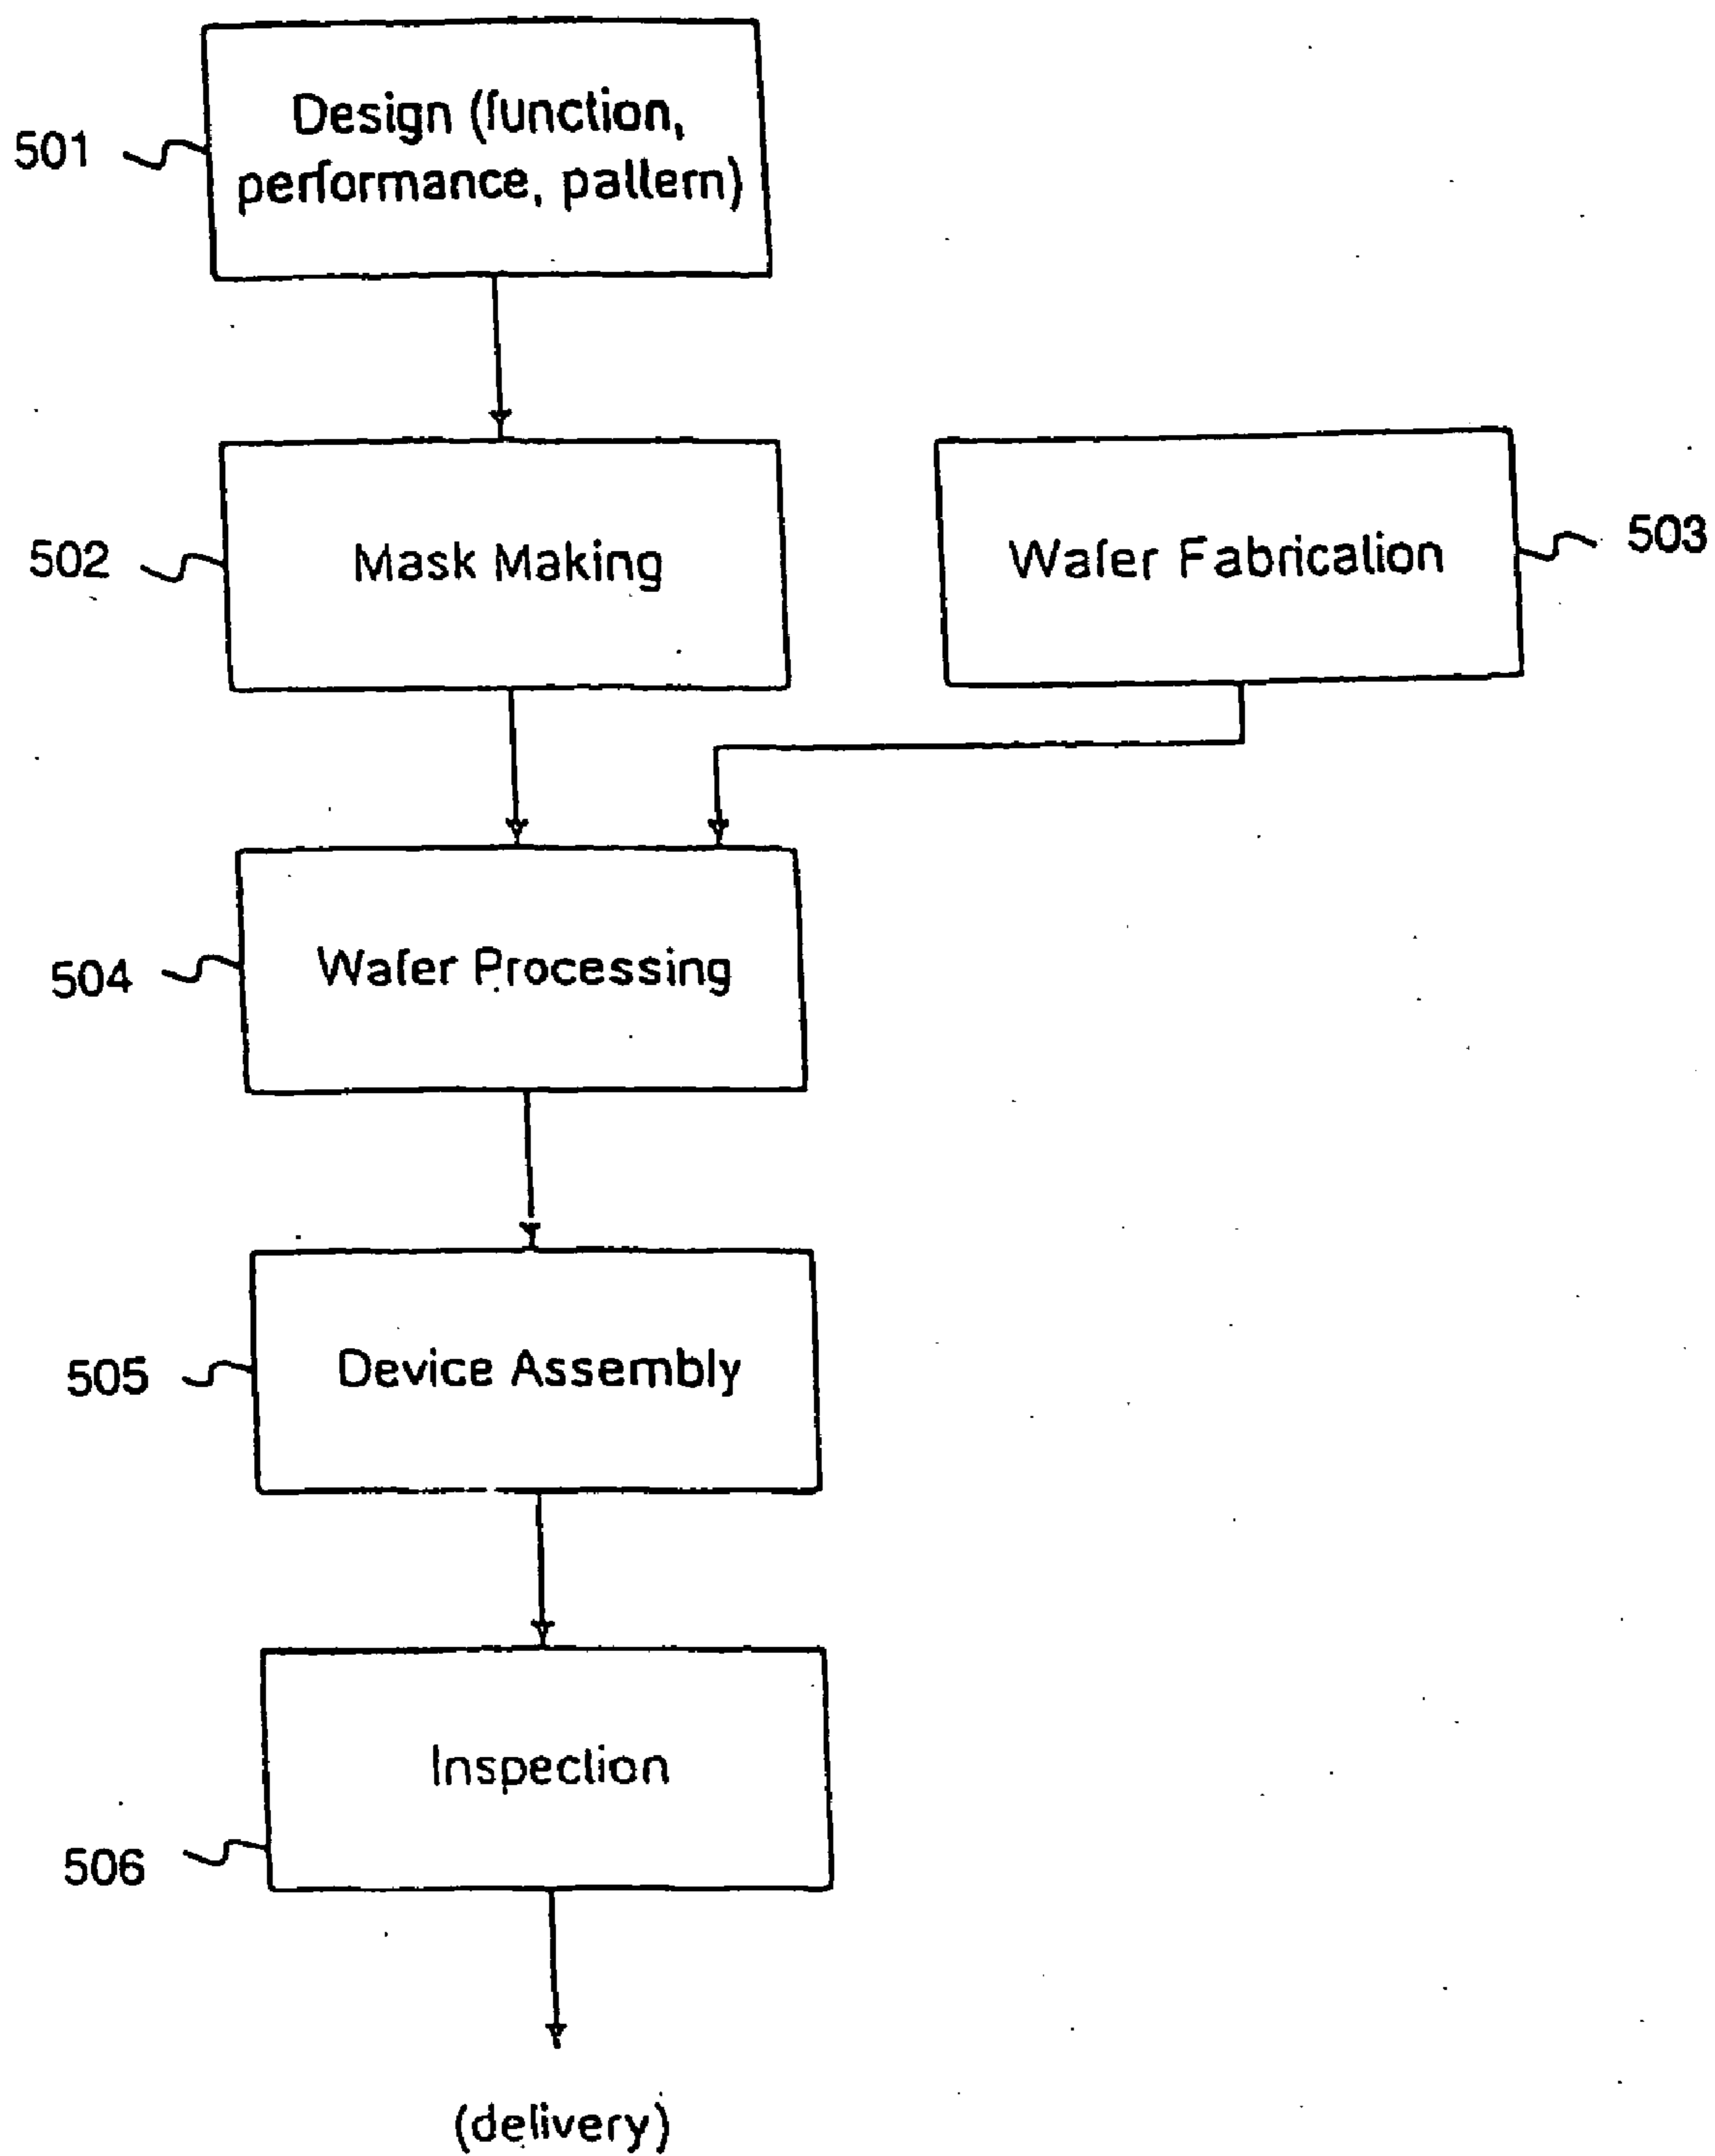 501
Design (function,
performance, pattern)
502
Mask Making
Wafer Fabrication
503
504
Wafer Processing
505
Device Assembly
Inspection
506
(delivery)